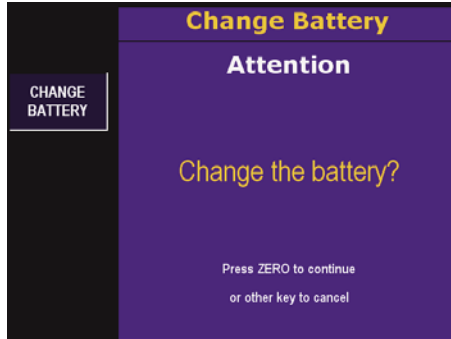 Change Battery
Attention
CHANGE
BATTERY
Change the battery?
Press ZERO to continue
or other key to cancel